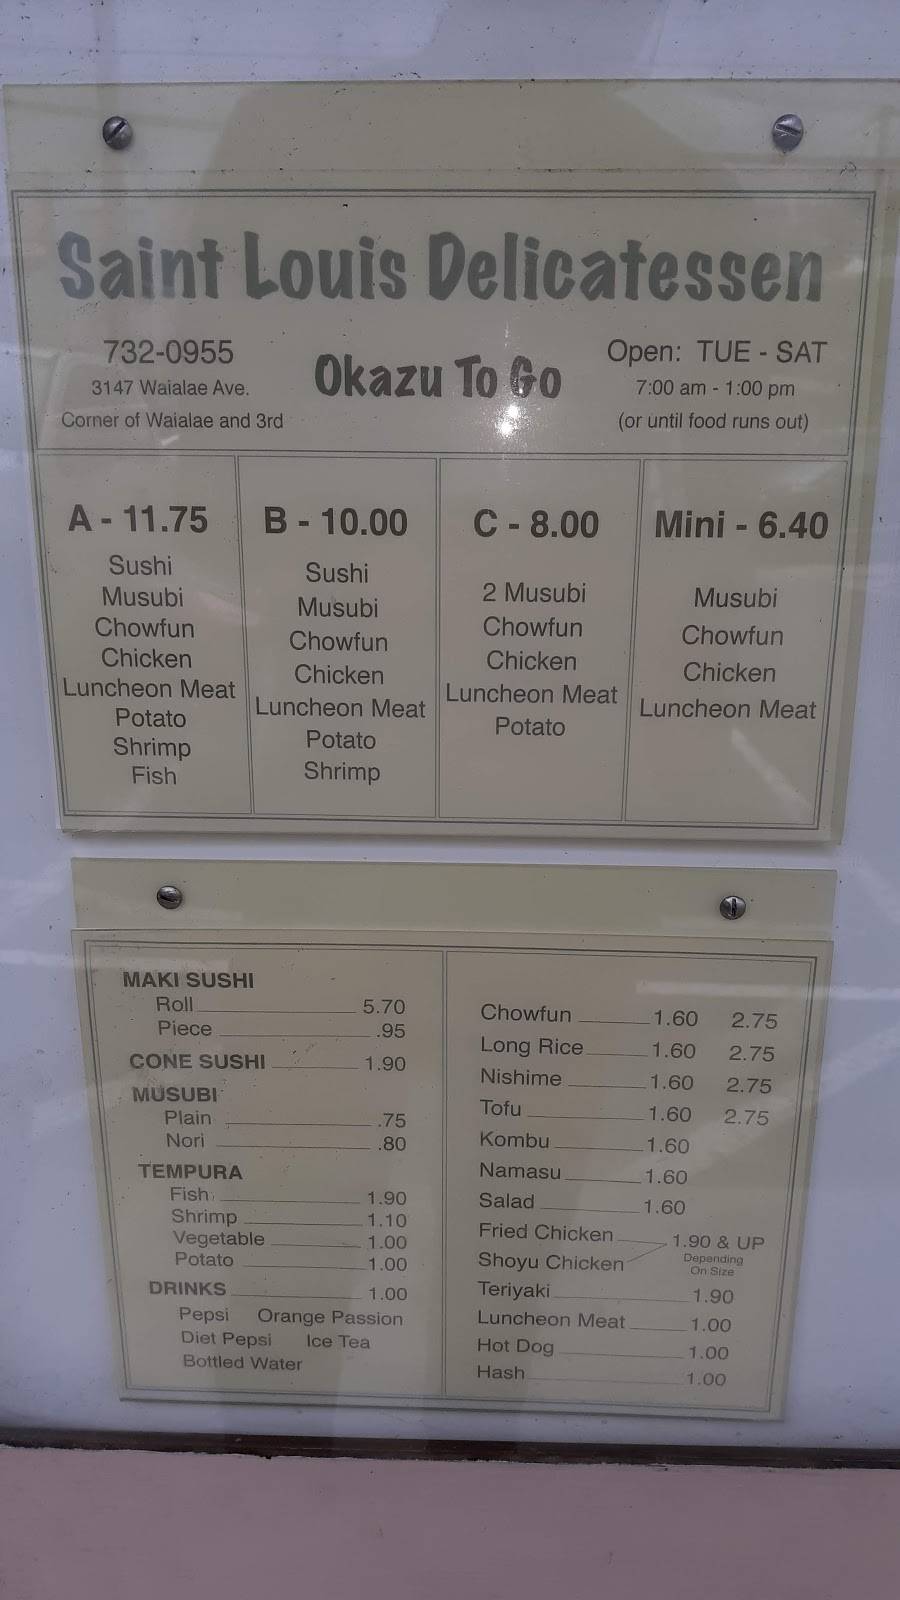 Saint Louis Delicatessen
732-0955
3147 Waialae Ave.
Corner of Waialae and 3rd
Okazu To Go
Open: TUE - SAT
7:00 am - 1:00 pm
(or until food runs out)
A - 11.75
Sushi
Musubi
Chowfun
Chicken
Luncheon Meat
Potato
Shrimp
Fish
B - 10.00
Sushi
Musubi
Chowfun
Chicken
Luncheon Meat
Potato
Shrimp
C - 8.00
2 Musubi
Chowfun
Chicken
Luncheon Meat
Potato
Mini - 6.40
Musubi
Chowfun
Chicken
Luncheon Meat
MAKI SUSHI
Roll 5.70
Piece .95
CONE SUSHI 1.90
MUSUBI
Plain .75
Nori .80
TEMPURA
Fish 1.90
Shrimp 1.10
Vegetable 1.00
Potato 1.00
DRINKS 1.00
Pepsi Orange Passion
Diet Pepsi Ice Tea
Bottled Water
Chowfun 1.60 2.75
Long Rice 1.60 2.75
Nishime 1.60 2.75
Tofu 1.60 2.75
Kombu 1.60
Namasu 1.60
Salad 1.60
Fried Chicken 1.90 & UP
Shoyu Chicken Depending
On Size
Teriyaki 1.90
Luncheon Meat 1.00
Hot Dog 1.00
Hash 1.00